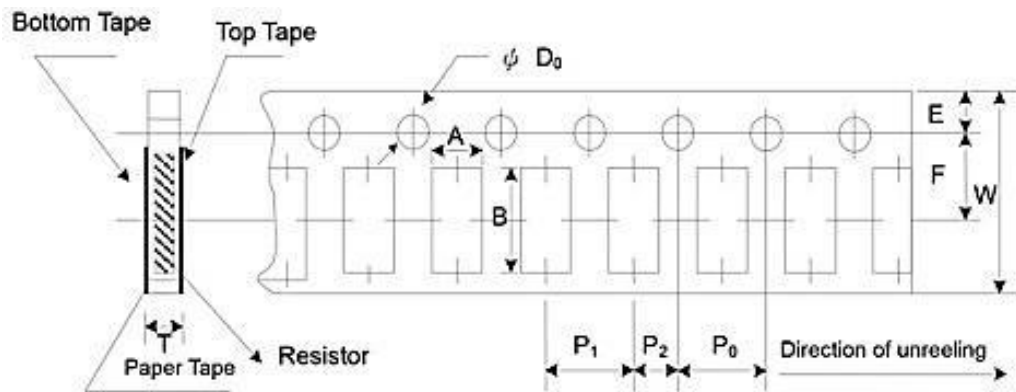 Bottom Tape
Top Tape
ψ D₀
A
E
F
W
B
T
P₁
P₂
P₀
Direction of unreeling
Paper Tape
Resistor